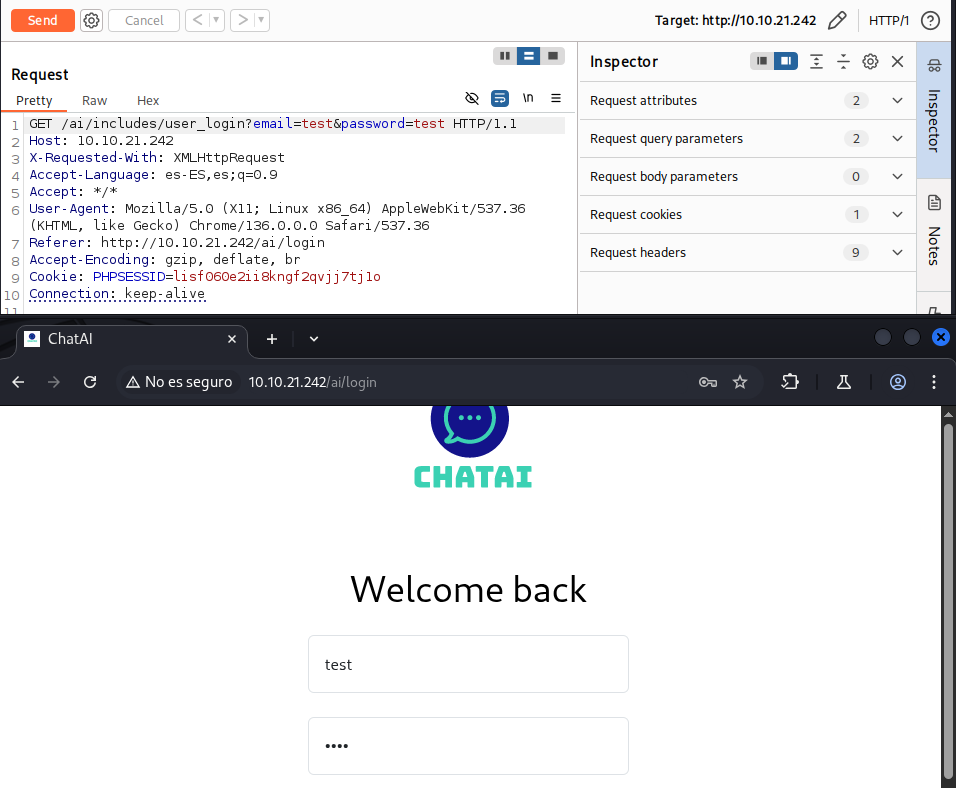 Send
Cancel
Target: http://10.10.21.242
HTTP/1
Request
Pretty
Raw
Hex
\n
1 GET /ai/includes/user_login?email=test&password=test HTTP/1.1
2 Host: 10.10.21.242
3 X-Requested-With: XMLHttpRequest
4 Accept-Language: es-ES,es;q=0.9
5 Accept: */*
6 User-Agent: Mozilla/5.0 (X11; Linux x86_64) AppleWebKit/537.36
(KHTML, like Gecko) Chrome/136.0.0.0 Safari/537.36
7 Referer: http://10.10.21.242/ai/login
8 Accept-Encoding: gzip, deflate, br
9 Cookie: PHPSESSID=lisf060e2ii8kngf2qvjj7tj1o
10 Connection: keep-alive
11
Inspector
Request attributes 2
Request query parameters 2
Request body parameters 0
Request cookies 1
Request headers 9
Inspector
Notes
ChatAI
No es seguro
10.10.21.242/ai/login
CHATAI
Welcome back
test
••••